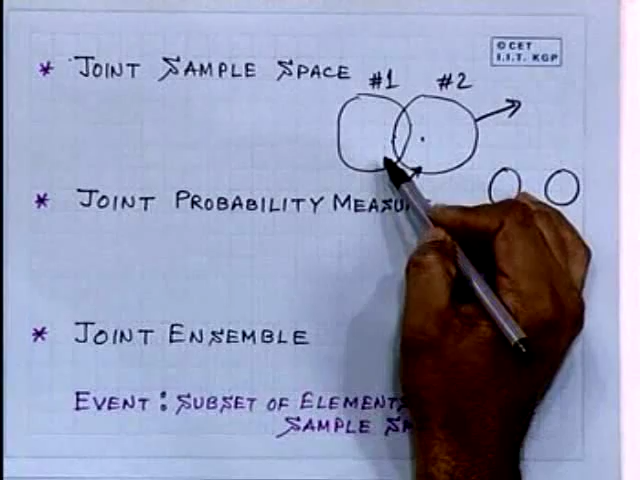 © CET
I.I.T. KGP
* JOINT SAMPLE SPACE
#1 #2
* JOINT PROBABILITY
* JOINT ENSEMBLE
EVENT: SUBSET OF
SAMPLE